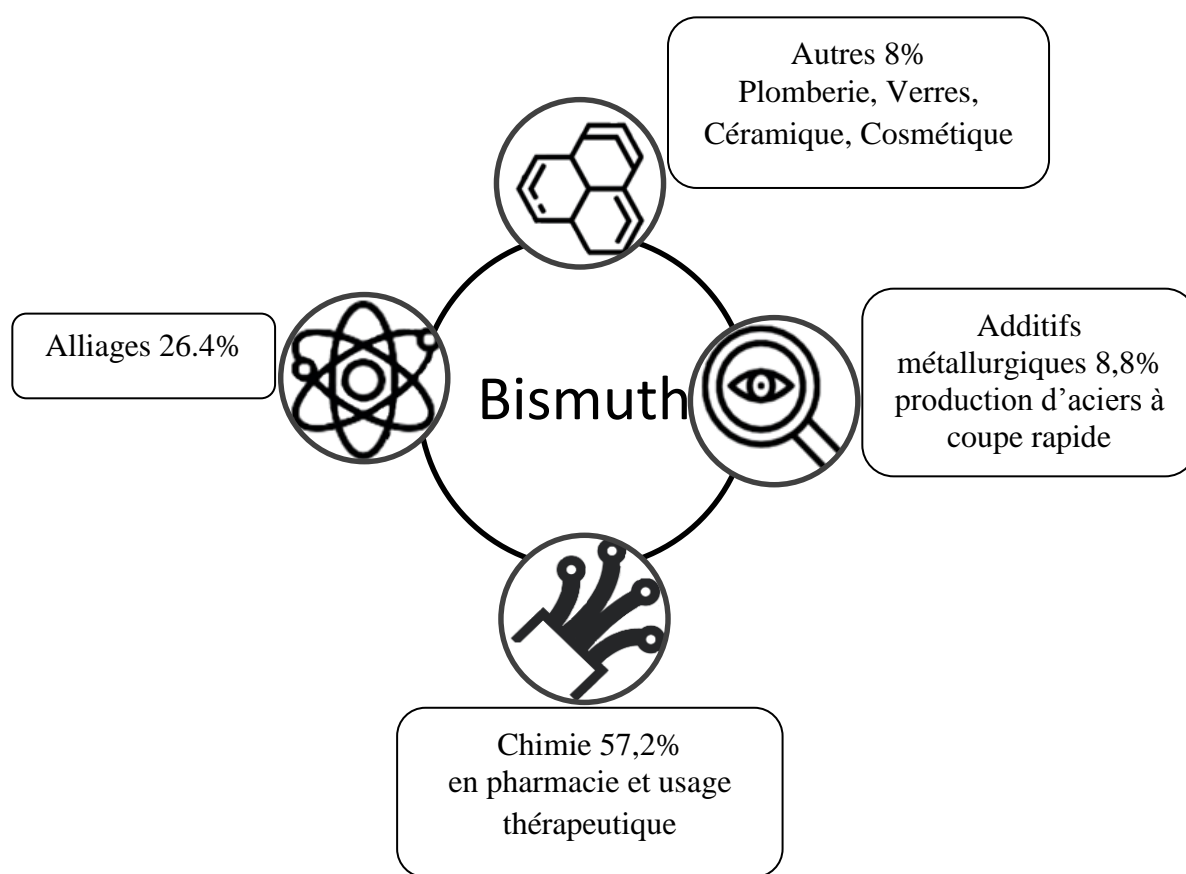 Autres 8%
Plomberie, Verres,
Céramique, Cosmétique
Alliages 26.4%
Bismuth
Additifs
métallurgiques 8,8%
production d’aciers à
coupe rapide
Chimie 57,2%
en pharmacie et usage
thérapeutique